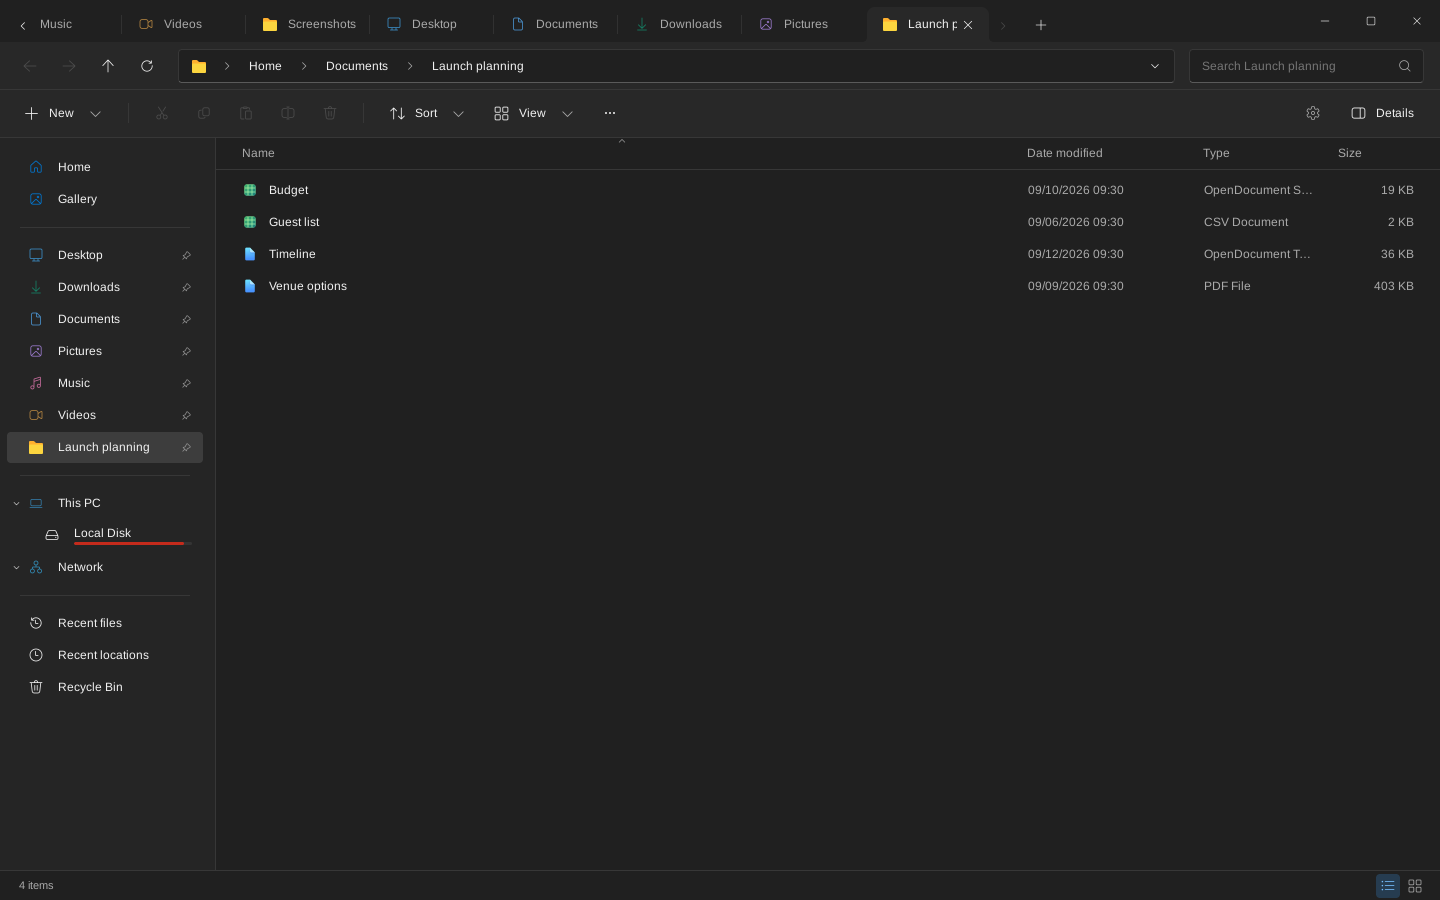 Music
Videos
Screenshots
Desktop
Documents
Downloads
Pictures
Launch p
Home
Documents
Launch planning
Search Launch planning
New
Sort
View
Details
Home
Gallery
Desktop
Downloads
Documents
Pictures
Music
Videos
Launch planning
This PC
Local Disk
Network
Recent files
Recent locations
Recycle Bin
Name Date modified Type Size
Budget 09/10/2026 09:30 OpenDocument S... 19 KB
Guest list 09/06/2026 09:30 CSV Document 2 KB
Timeline 09/12/2026 09:30 OpenDocument T... 36 KB
Venue options 09/09/2026 09:30 PDF File 403 KB
4 items